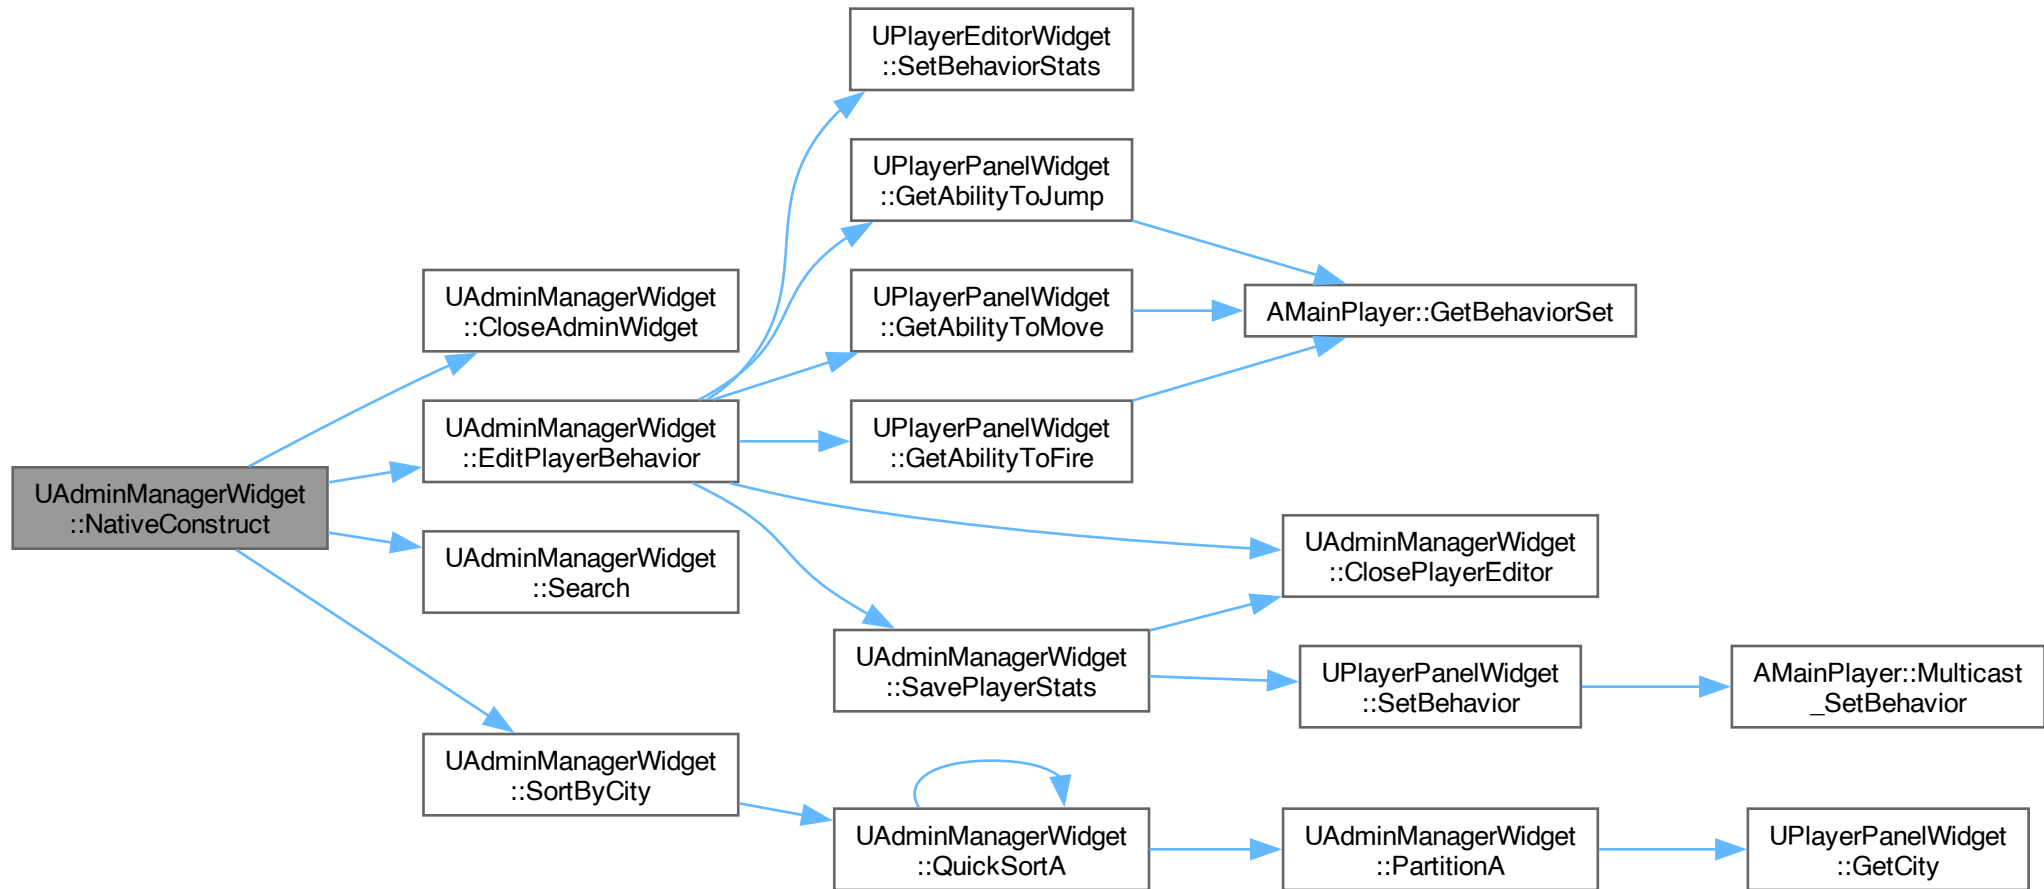 UPlayerEditorWidget
::SetBehaviorStats
UPlayerPanelWidget
::GetAbilityToJump
UAdminManagerWidget
::CloseAdminWidget
UPlayerPanelWidget
::GetAbilityToMove
AMainPlayer::GetBehaviorSet
UAdminManagerWidget
::EditPlayerBehavior
UPlayerPanelWidget
::GetAbilityToFire
UAdminManagerWidget
::NativeConstruct
UAdminManagerWidget
::Search
UAdminManagerWidget
::ClosePlayerEditor
UAdminManagerWidget
::SavePlayerStats
UPlayerPanelWidget
::SetBehavior
AMainPlayer::Multicast
_SetBehavior
UAdminManagerWidget
::SortByCity
UAdminManagerWidget
::QuickSortA
UAdminManagerWidget
::PartitionA
UPlayerPanelWidget
::GetCity